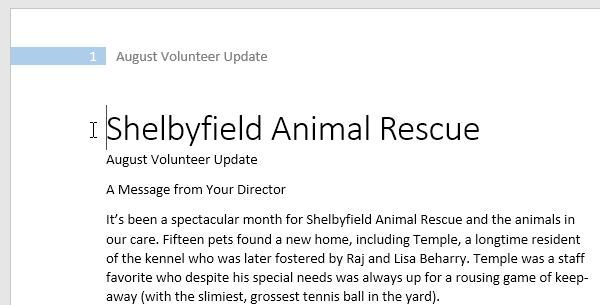 1 August Volunteer Update
Shelbyfield Animal Rescue
August Volunteer Update
A Message from Your Director
It’s been a spectacular month for Shelbyfield Animal Rescue and the animals in
our care. Fifteen pets found a new home, including Temple, a longtime resident
of the kennel who was later fostered by Raj and Lisa Beharry. Temple was a staff
favorite who despite his special needs was always up for a rousing game of keep-
away (with the slimiest, grossest tennis ball in the yard).